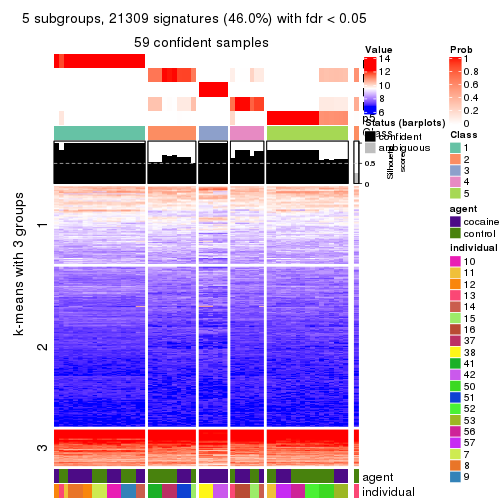 5 subgroups, 21309 signatures (46.0%) with fdr < 0.05
59 confident samples
k-means with 3 groups
1
2
3
p5
Class
1
0.5
0
Silhouette
score
agent
individual
Value
14
12
10
8
6
Status (barplots)
confident
ambiguous
Prob
1
0.8
0.6
0.4
0.2
0
Class
1
2
3
4
5
agent
cocaine
control
individual
10
11
12
13
14
15
16
37
38
41
42
50
51
52
53
56
57
7
8
9